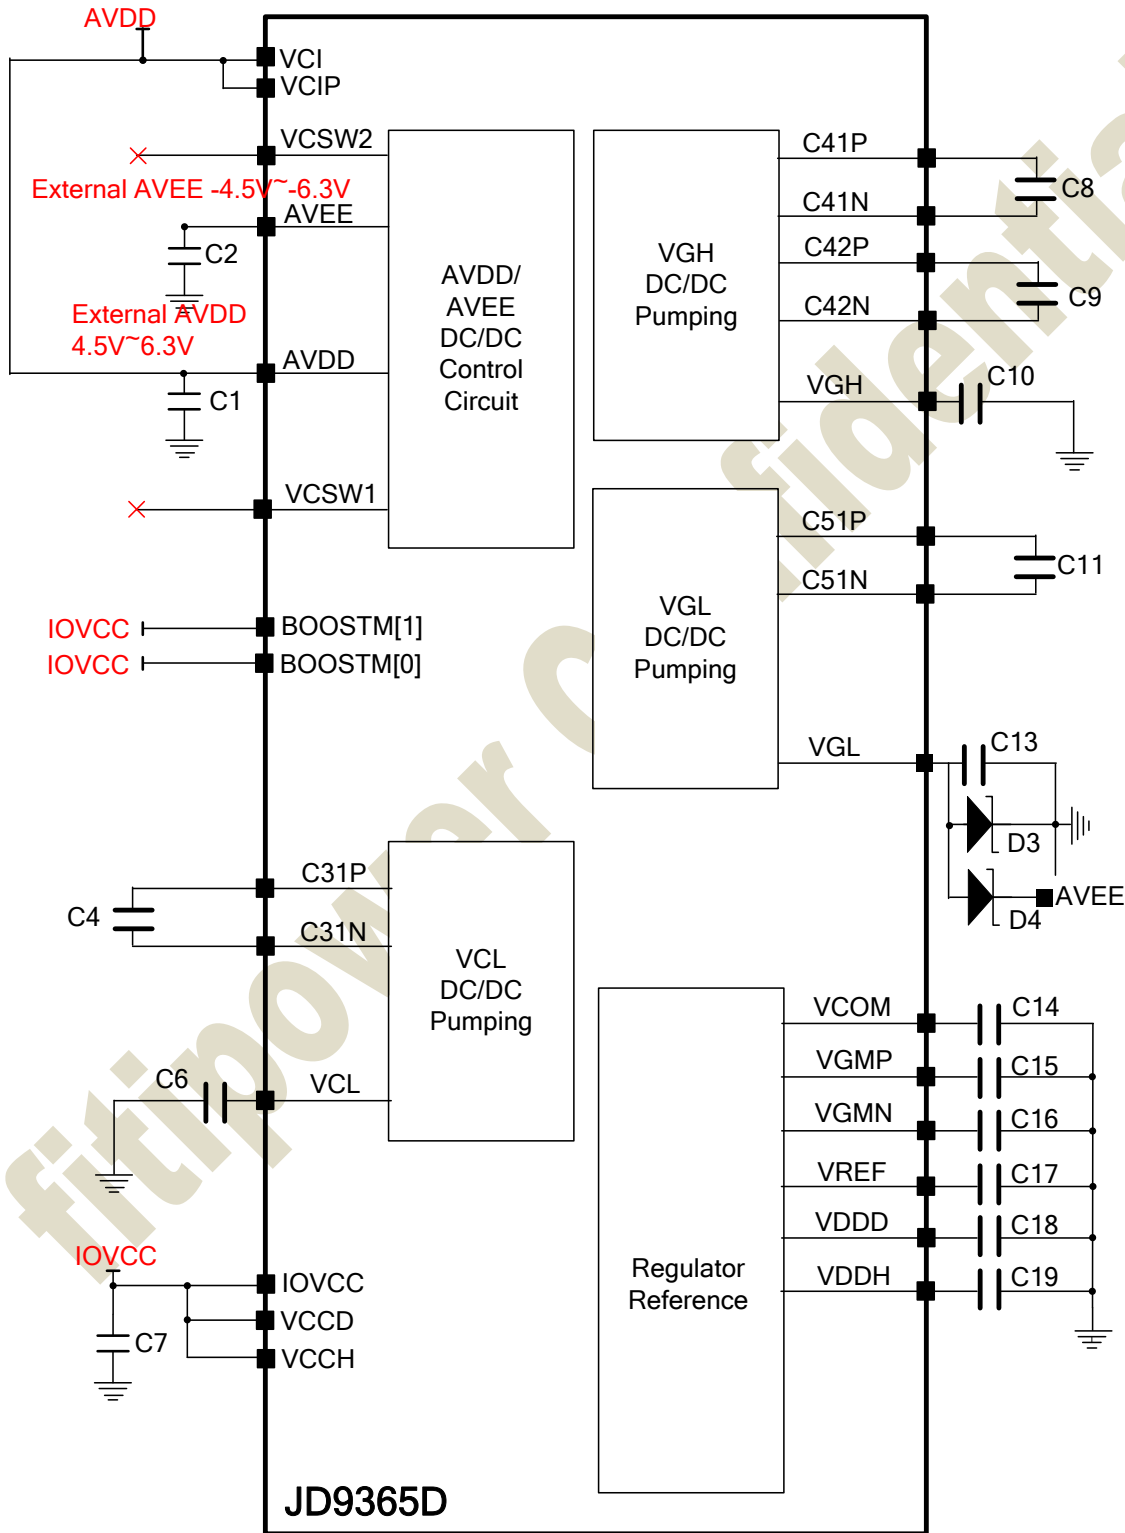 AVDD
VCI
VCIP
VCSW2
External AVEE -4.5V~-6.3V
AVEE
C2
External AVDD
4.5V~6.3V
AVDD
C1
VCSW1
AVDD/
AVEE
DC/DC
Control
Circuit
IOVCC
BOOSTM[1]
IOVCC
BOOSTM[0]
C31P
C4
C31N
VCL
DC/DC
Pumping
C6
VCL
IOVCC
IOVCC
VCCD
C7
VCCH
JD9365D
VGH
DC/DC
Pumping
C41P
C8
C41N
C42P
C9
C42N
VGH
C10
VGL
DC/DC
Pumping
C51P
C11
C51N
VGL
C13
D3
AVEE
D4
Regulator
Reference
VCOM
C14
VGMP
C15
VGMN
C16
VREF
C17
VDDD
C18
VDDH
C19
fitipower